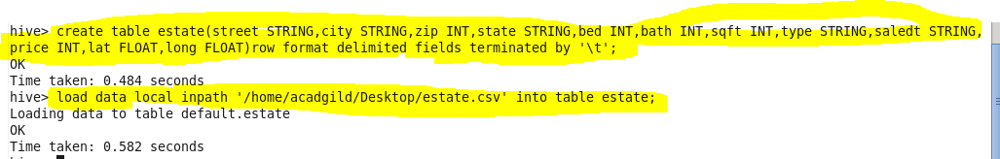 hive> create table estate(street STRING,city STRING,zip INT,state STRING,bed INT,bath INT,sqft INT,type STRING,saledt STRING,
price INT,lat FLOAT,long FLOAT)row format delimited fields terminated by '\t';
OK
Time taken: 0.484 seconds
hive> load data local inpath '/home/acadgild/Desktop/estate.csv' into table estate;
Loading data to table default.estate
OK
Time taken: 0.582 seconds